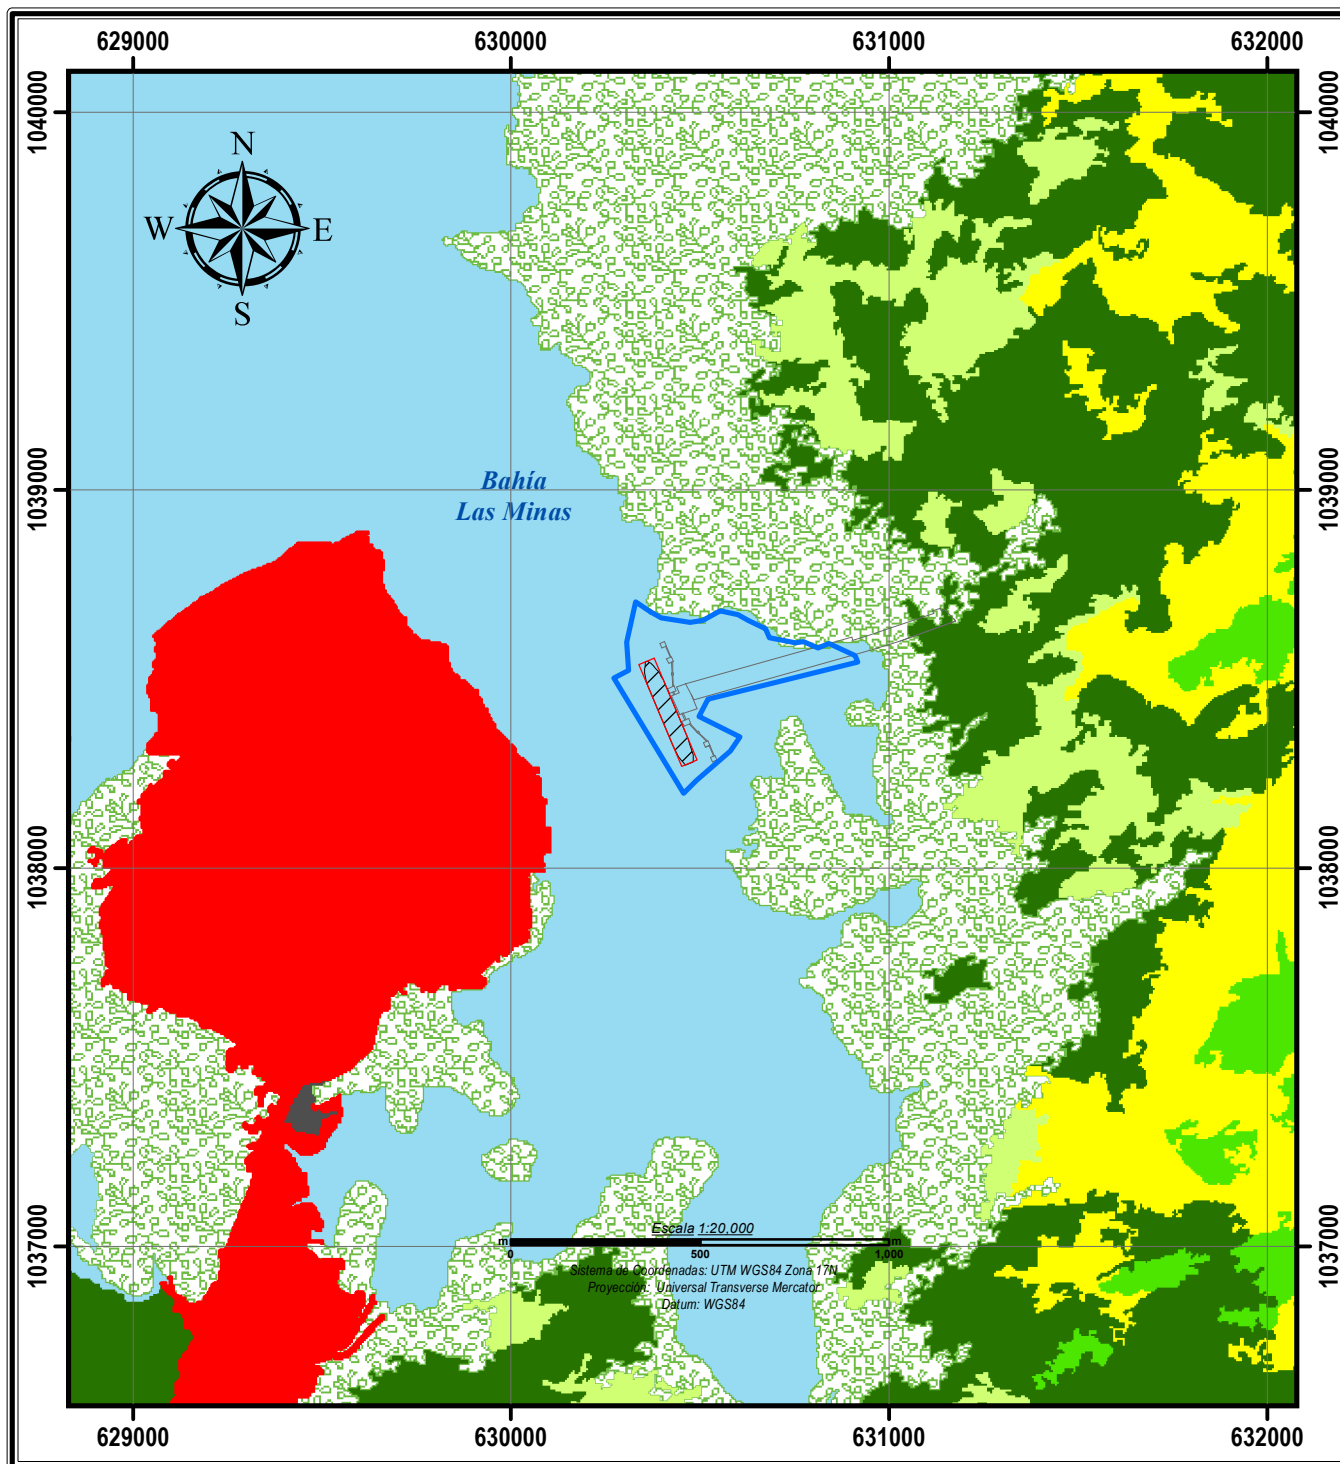 629000 630000 631000 632000
1040000 1040000
N
W E
S
1039000 1039000
Bahía
Las Minas
1038000 1038000
1037000 1037000
Escala 1:20,000
m m
0 500 1,000
Sistema de Coordenadas: UTM WGS84 Zona 17N
Proyección: Universal Transverse Mercator
Datum: WGS84
629000 630000 631000 632000